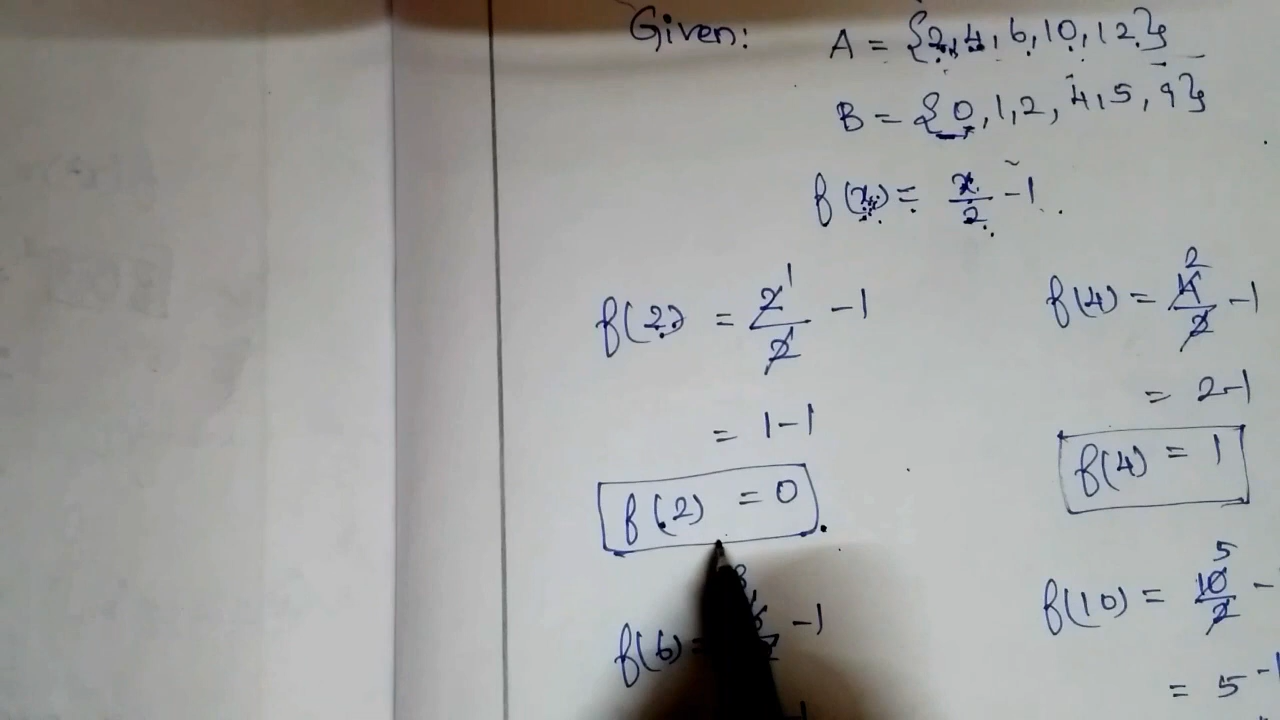 Given: A = {2, 4, 6, 10, 12}
B = {0, 1, 2, 4, 5, 9}
f(x) = x/2 - 1
f(2) = 2/2 - 1
= 1 - 1
f(2) = 0
f(4) = 4/2 - 1
= 2 - 1
f(4) = 1
f(6) = - 1
f(10) = 10/2 -
= 5 - 1